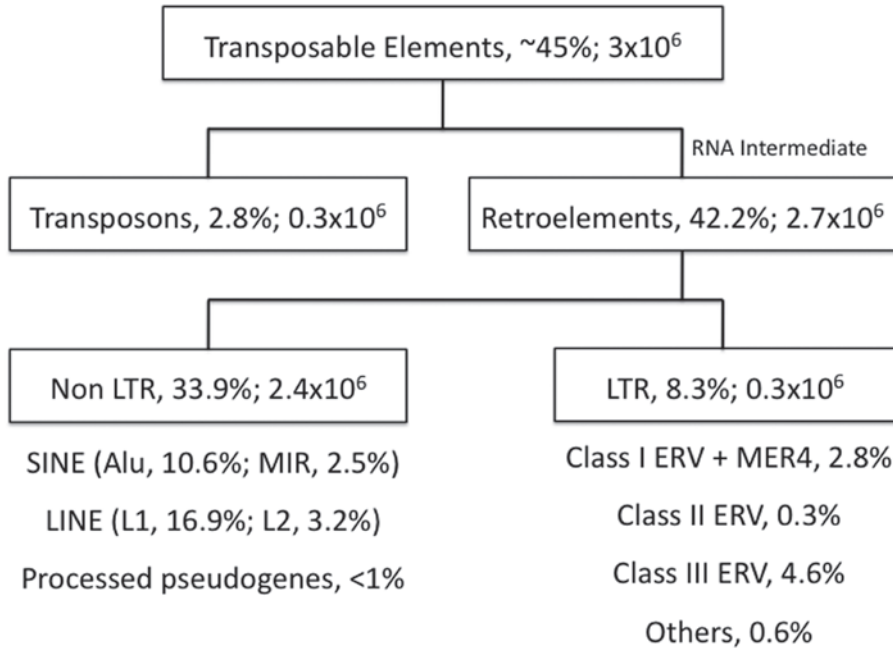 Transposable Elements, ~45%; 3x10⁶
RNA Intermediate
Transposons, 2.8%; 0.3x10⁶
Retroelements, 42.2%; 2.7x10⁶
Non LTR, 33.9%; 2.4x10⁶
LTR, 8.3%; 0.3x10⁶
SINE (Alu, 10.6%; MIR, 2.5%)
LINE (L1, 16.9%; L2, 3.2%)
Processed pseudogenes, <1%
Class I ERV + MER4, 2.8%
Class II ERV, 0.3%
Class III ERV, 4.6%
Others, 0.6%